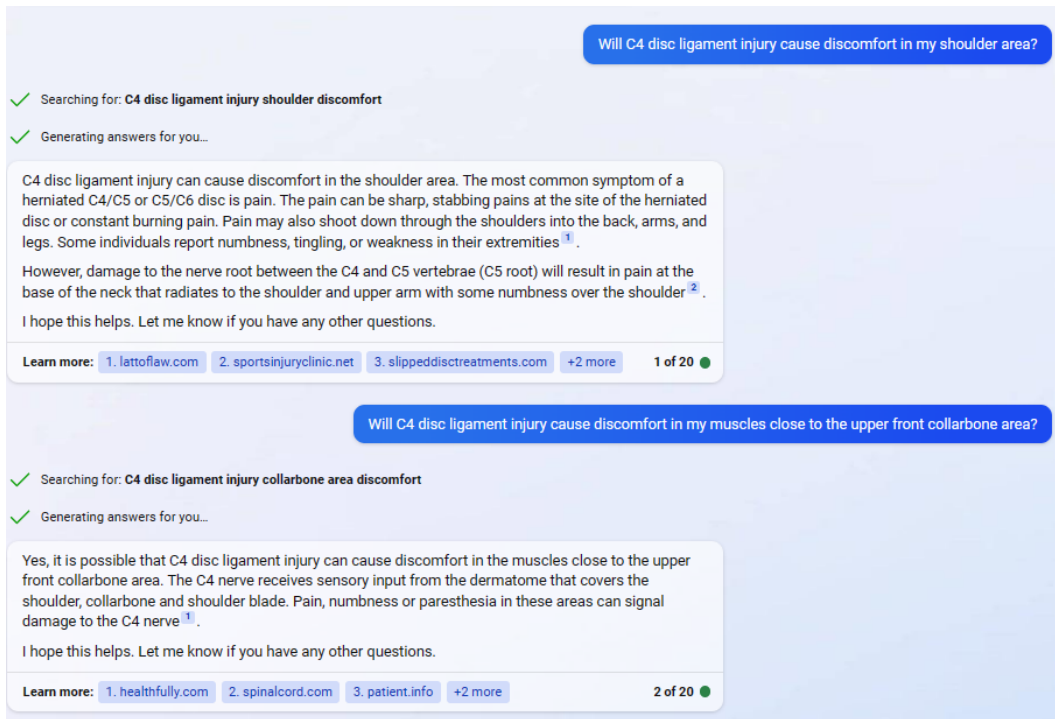 Will C4 disc ligament injury cause discomfort in my shoulder area?
Searching for: C4 disc ligament injury shoulder discomfort
Generating answers for you...
C4 disc ligament injury can cause discomfort in the shoulder area. The most common symptom of a
herniated C4/C5 or C5/C6 disc is pain. The pain can be sharp, stabbing pains at the site of the herniated
disc or constant burning pain. Pain may also shoot down through the shoulders into the back, arms, and
legs. Some individuals report numbness, tingling, or weakness in their extremities 1 .
However, damage to the nerve root between the C4 and C5 vertebrae (C5 root) will result in pain at the
base of the neck that radiates to the shoulder and upper arm with some numbness over the shoulder 2 .
I hope this helps. Let me know if you have any other questions.
Learn more: 1. lattoflaw.com 2. sportsinjuryclinic.net 3. slippeddisctreatments.com +2 more 1 of 20
Will C4 disc ligament injury cause discomfort in my muscles close to the upper front collarbone area?
Searching for: C4 disc ligament injury collarbone area discomfort
Generating answers for you...
Yes, it is possible that C4 disc ligament injury can cause discomfort in the muscles close to the upper
front collarbone area. The C4 nerve receives sensory input from the dermatome that covers the
shoulder, collarbone and shoulder blade. Pain, numbness or paresthesia in these areas can signal
damage to the C4 nerve 1 .
I hope this helps. Let me know if you have any other questions.
Learn more: 1. healthfully.com 2. spinalcord.com 3. patient.info +2 more 2 of 20